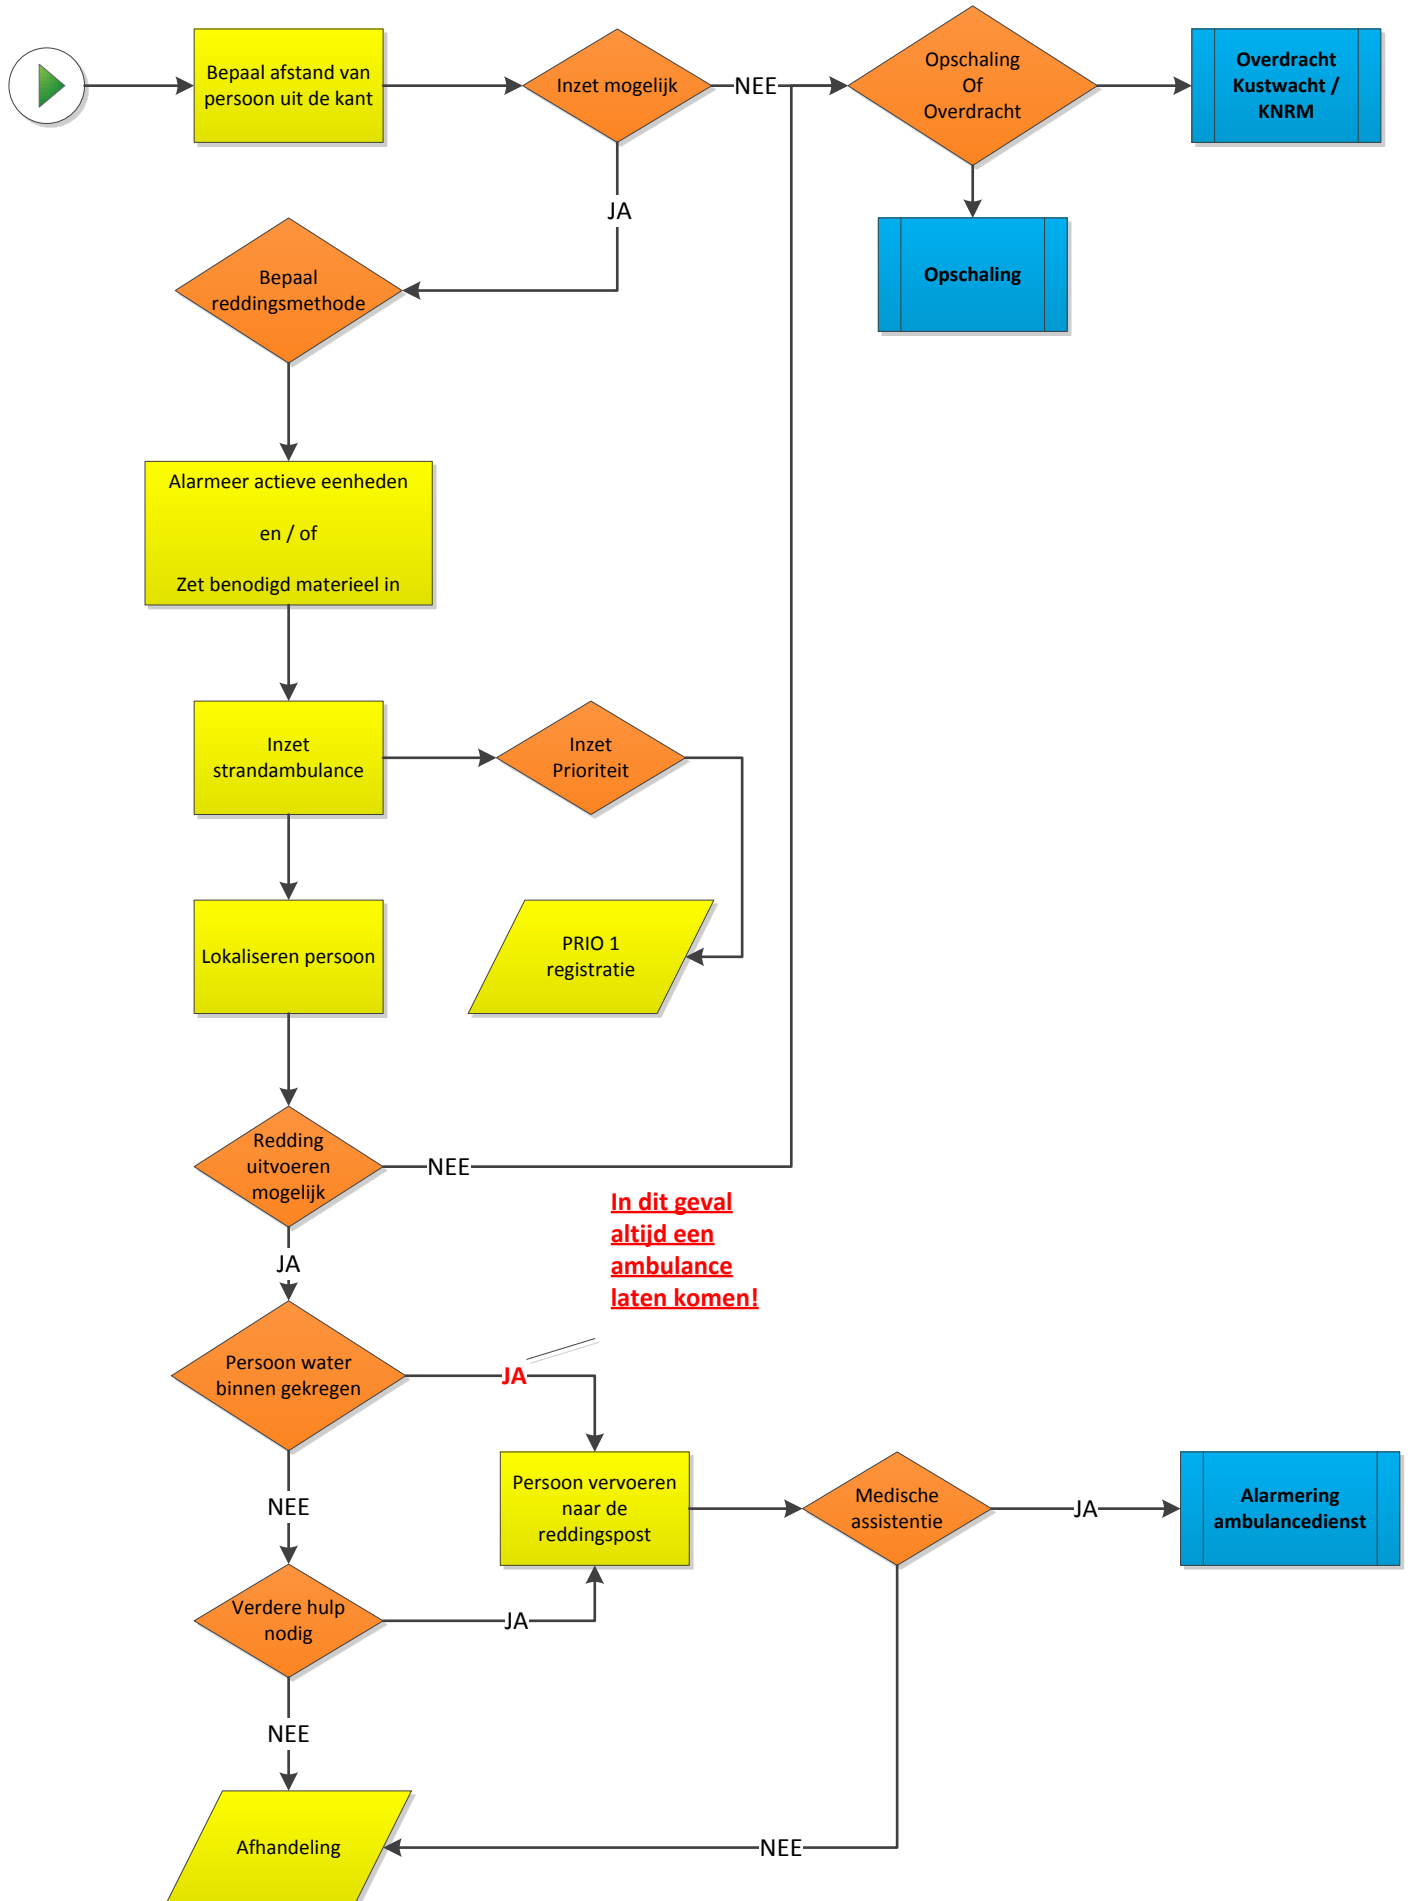 Bepaal afstand van
persoon uit de kant
Inzet mogelijk
NEE
Opschaling
Of
Overdracht
Overdracht
Kustwacht /
KNRM
JA
Opschaling
Bepaal
reddingsmethode
Alarmeer actieve eenheden
en / of
Zet benodigd materieel in
Inzet
strandambulance
Inzet
Prioriteit
Lokaliseren persoon
PRIO 1
registratie
Redding
uitvoeren
mogelijk
NEE
In dit geval
altijd een
ambulance
laten komen!
JA
Persoon water
binnen gekregen
JA
Persoon vervoeren
naar de
reddingspost
Medische
assistentie
JA
Alarmering
ambulancedienst
NEE
Verdere hulp
nodig
JA
NEE
Afhandeling
NEE